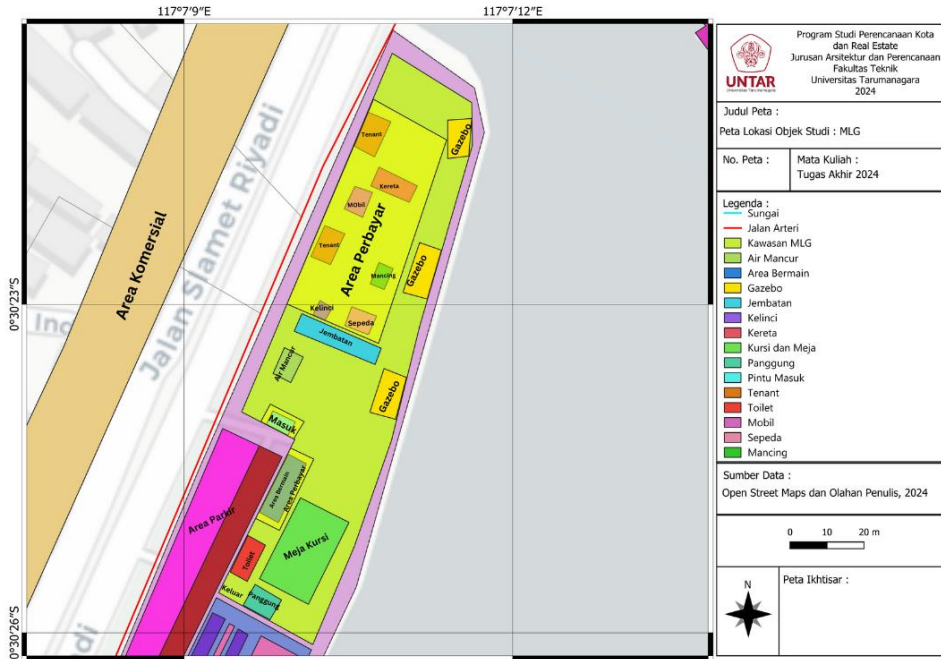 117°7'9"E
117°7'12"E
0°30'23"S
0°30'26"S
Area Komersial
Jalan Slamet Riyadi
Tenant
Kereta
MObil
Tenant
Area Perbayar
Mancing
Kelinci
Sepeda
Jembatan
Gazebo
Gazebo
Gazebo
Air Mancur
Masuk
Area Bermain
Area Perbayar
Area Parkir
Meja Kursi
Toilet
Keluar
Panggung
UNTAR
Universitas Tarumanagara
Program Studi Perencanaan Kota
dan Real Estate
Jurusan Arsitektur dan Perencanaan
Fakultas Teknik
Universitas Tarumanagara
2024
Judul Peta :
Peta Lokasi Objek Studi : MLG
No. Peta :
Mata Kuliah :
Tugas Akhir 2024
Legenda :
Sungai
Jalan Arteri
Kawasan MLG
Air Mancur
Area Bermain
Gazebo
Jembatan
Kelinci
Kereta
Kursi dan Meja
Panggung
Pintu Masuk
Tenant
Toilet
Mobil
Sepeda
Mancing
Sumber Data :
Open Street Maps dan Olahan Penulis, 2024
0 10 20 m
N
Peta Ikhtisar :